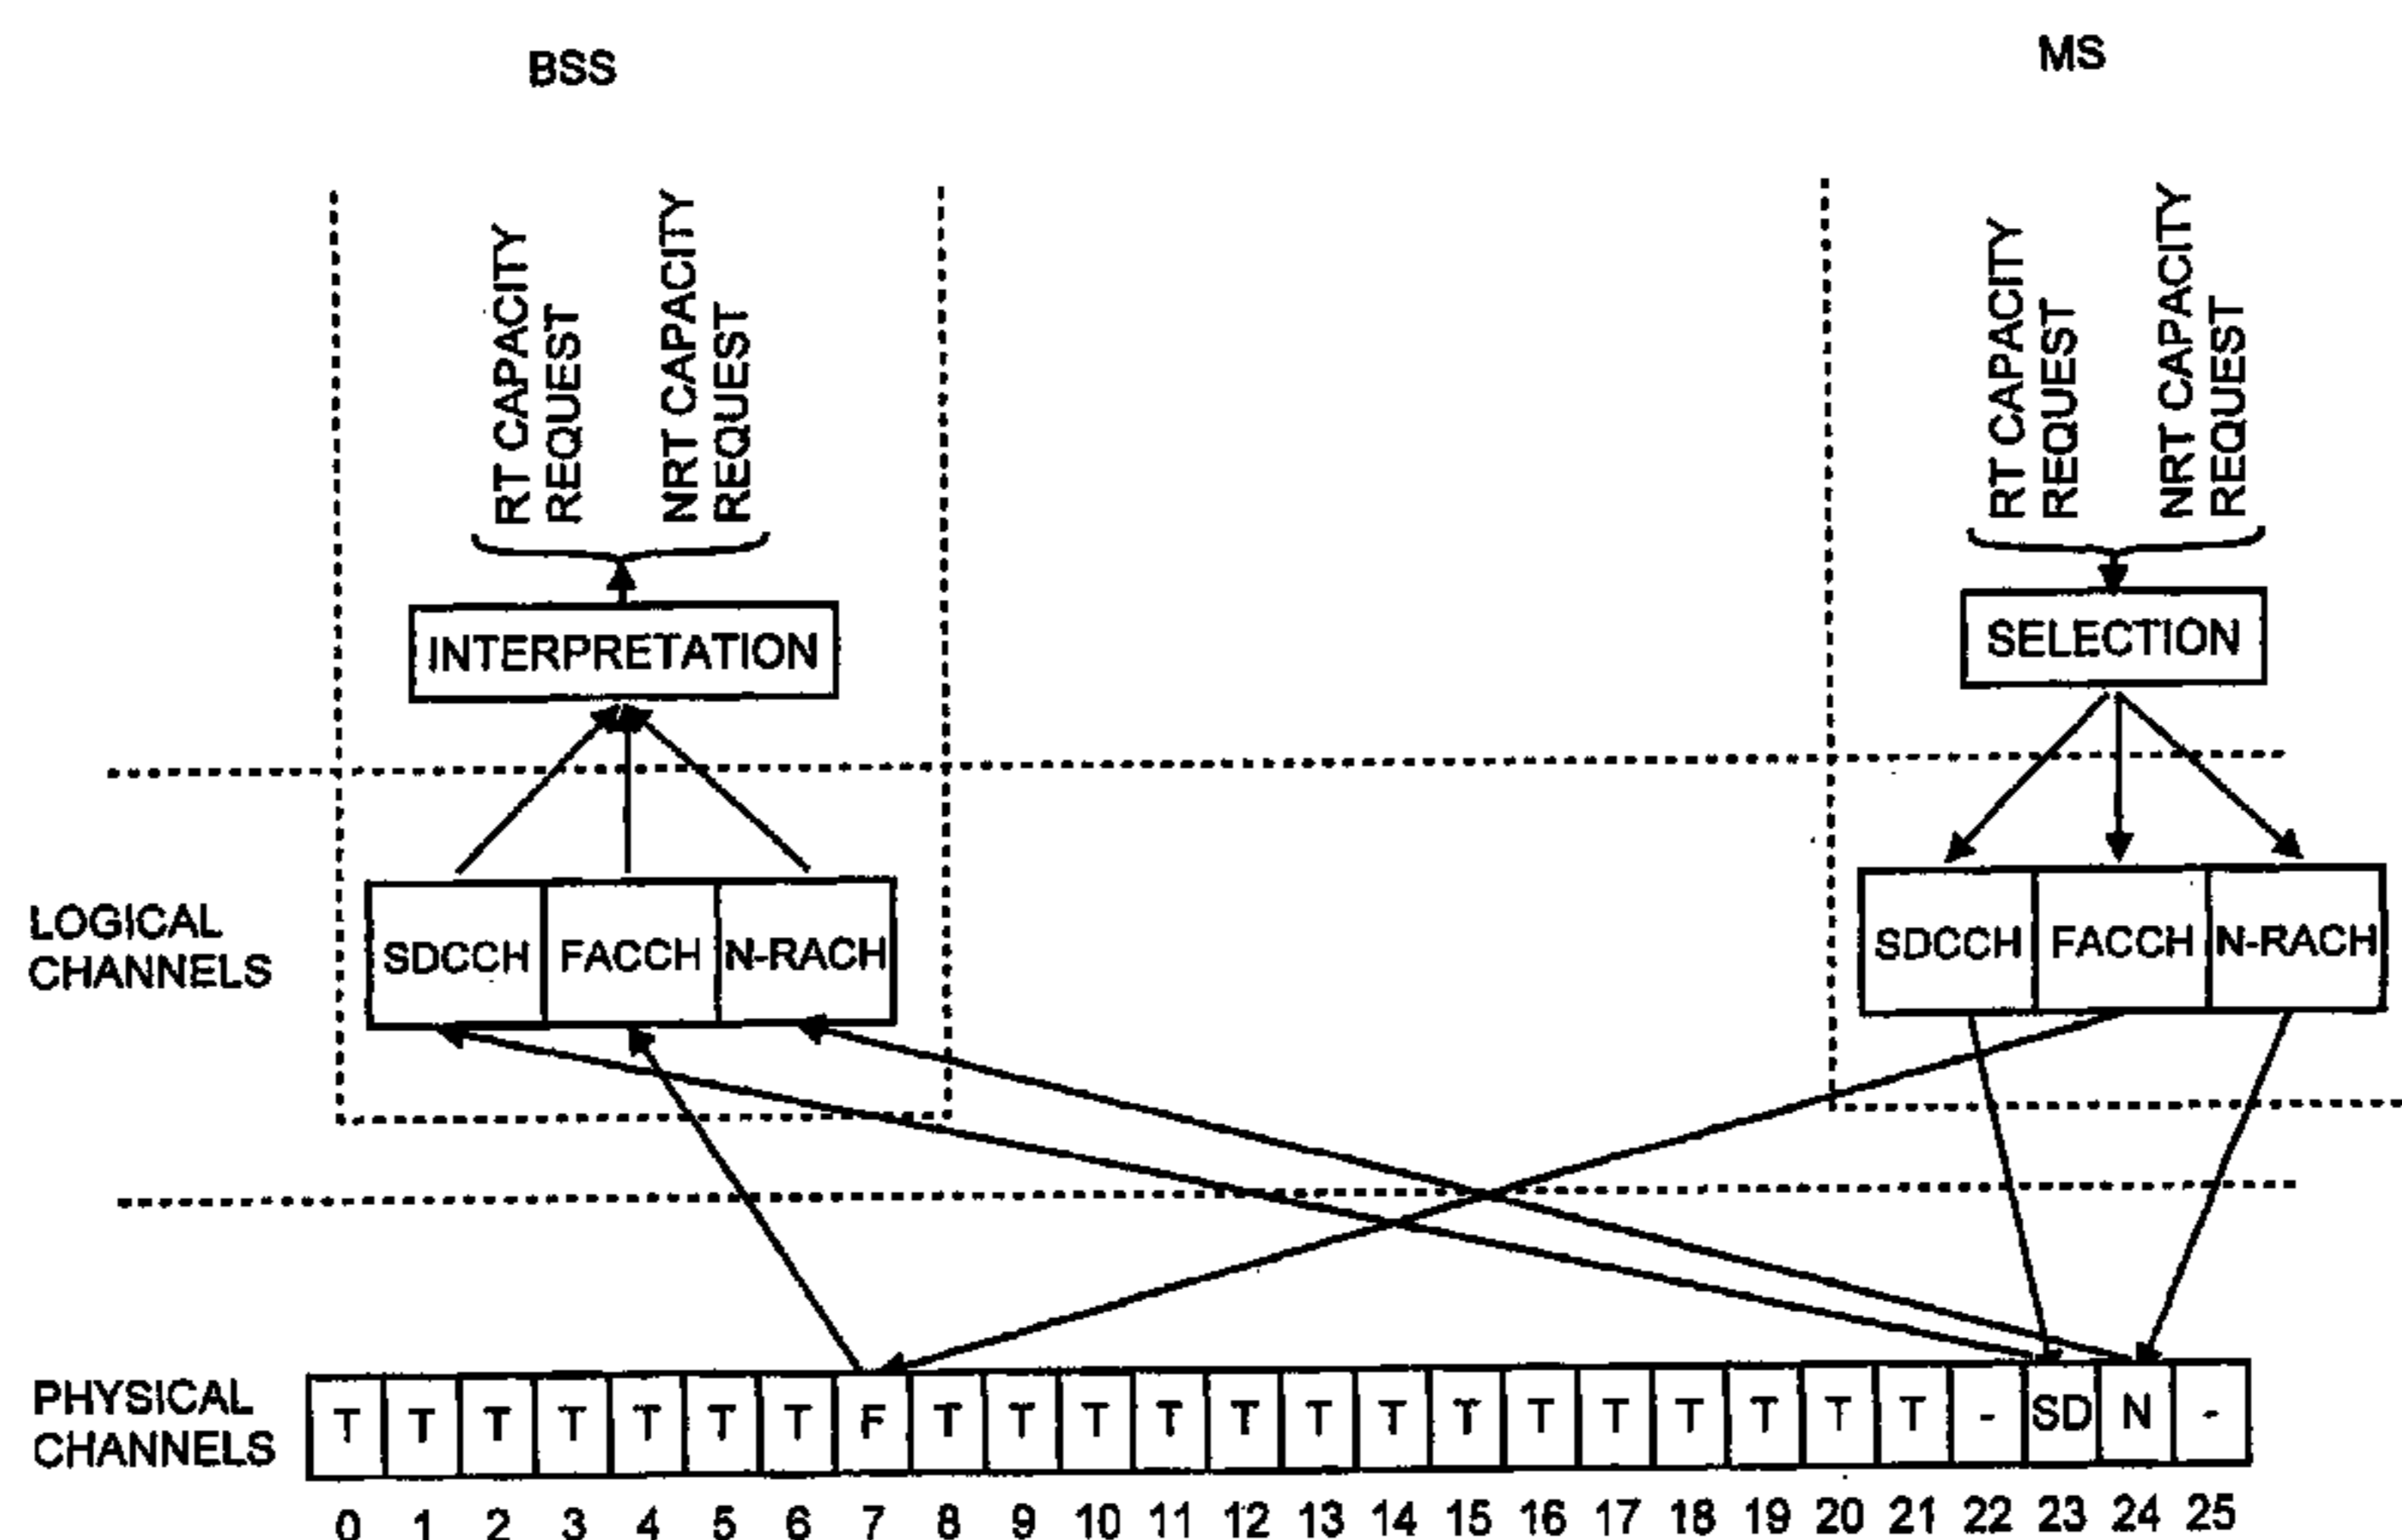 BSS MS
RT CAPACITY
REQUEST
NRT CAPACITY
REQUEST
RT CAPACITY
REQUEST
NRT CAPACITY
REQUEST
INTERPRETATION
SELECTION
LOGICAL
CHANNELS
SDCCH FACCH N-RACH
SDCCH FACCH N-RACH
PHYSICAL
CHANNELS
T T T T T T T F T T T T T T T T T T T T T T - SD N -
0 1 2 3 4 5 6 7 8 9 10 11 12 13 14 15 16 17 18 19 20 21 22 23 24 25